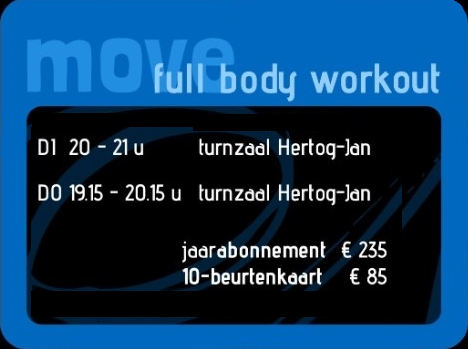 move
full body workout
DI 20 - 21 u turnzaal Hertog-Jan
DO 19.15 - 20.15 u turnzaal Hertog-Jan
jaarabonnement € 235
10-beurtenkaart € 85